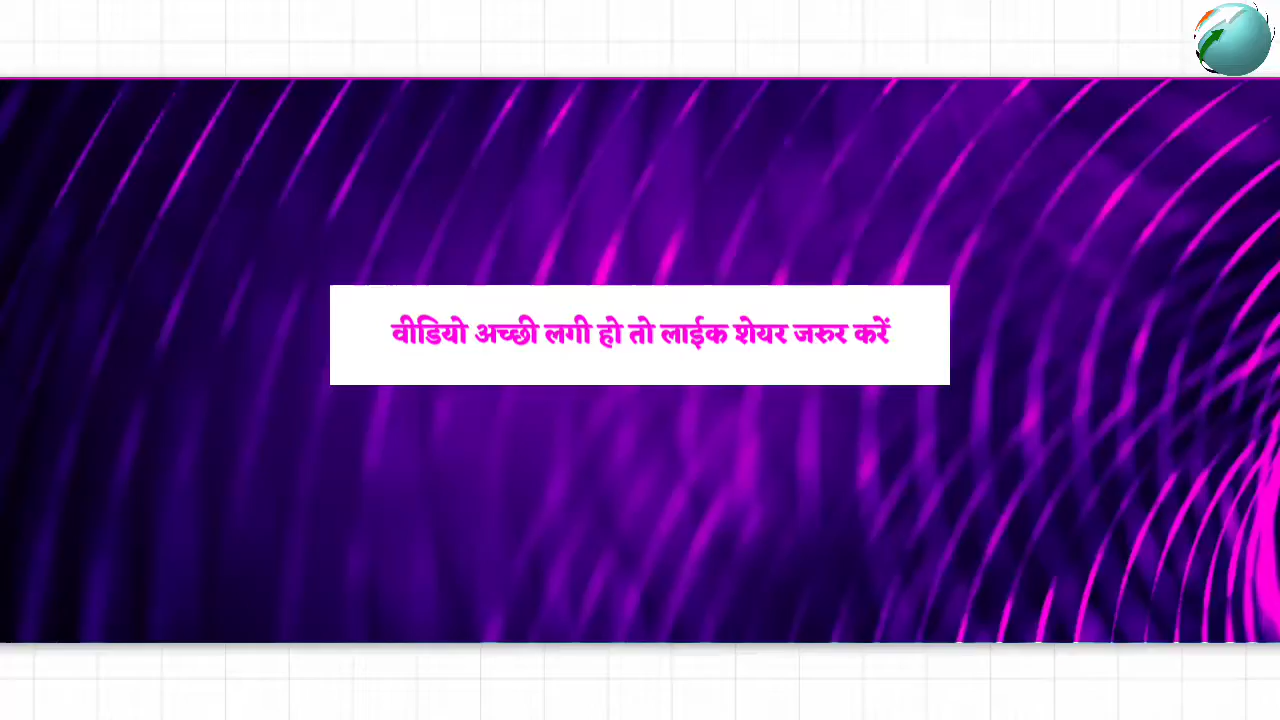 वीडियो अच्छी लगी हो तो लाईक शेयर जरुर करें